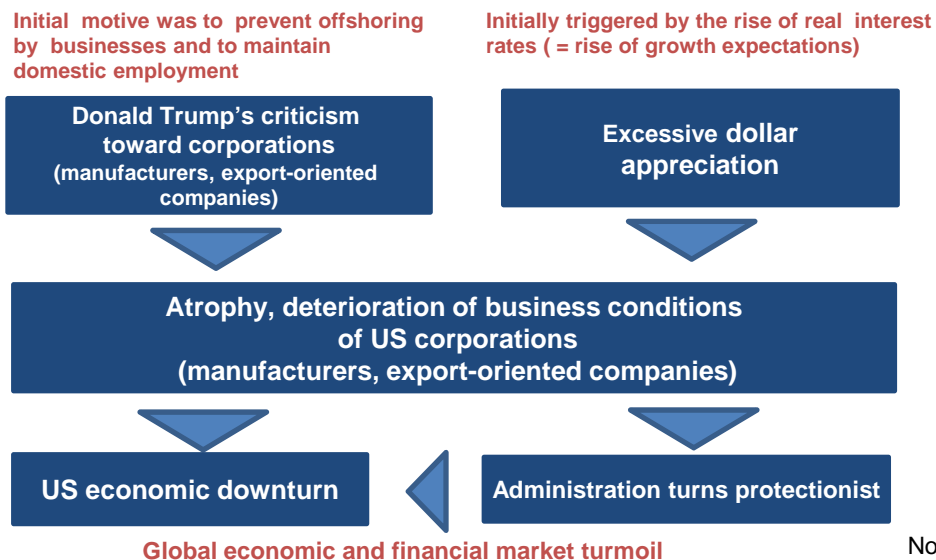 Initial motive was to prevent offshoring
by businesses and to maintain
domestic employment
Initially triggered by the rise of real interest
rates ( = rise of growth expectations)
Donald Trump's criticism
toward corporations
(manufacturers, export-oriented
companies)
Excessive dollar
appreciation
Atrophy, deterioration of business conditions
of US corporations
(manufacturers, export-oriented companies)
US economic downturn
Administration turns protectionist
Global economic and financial market turmoil
No